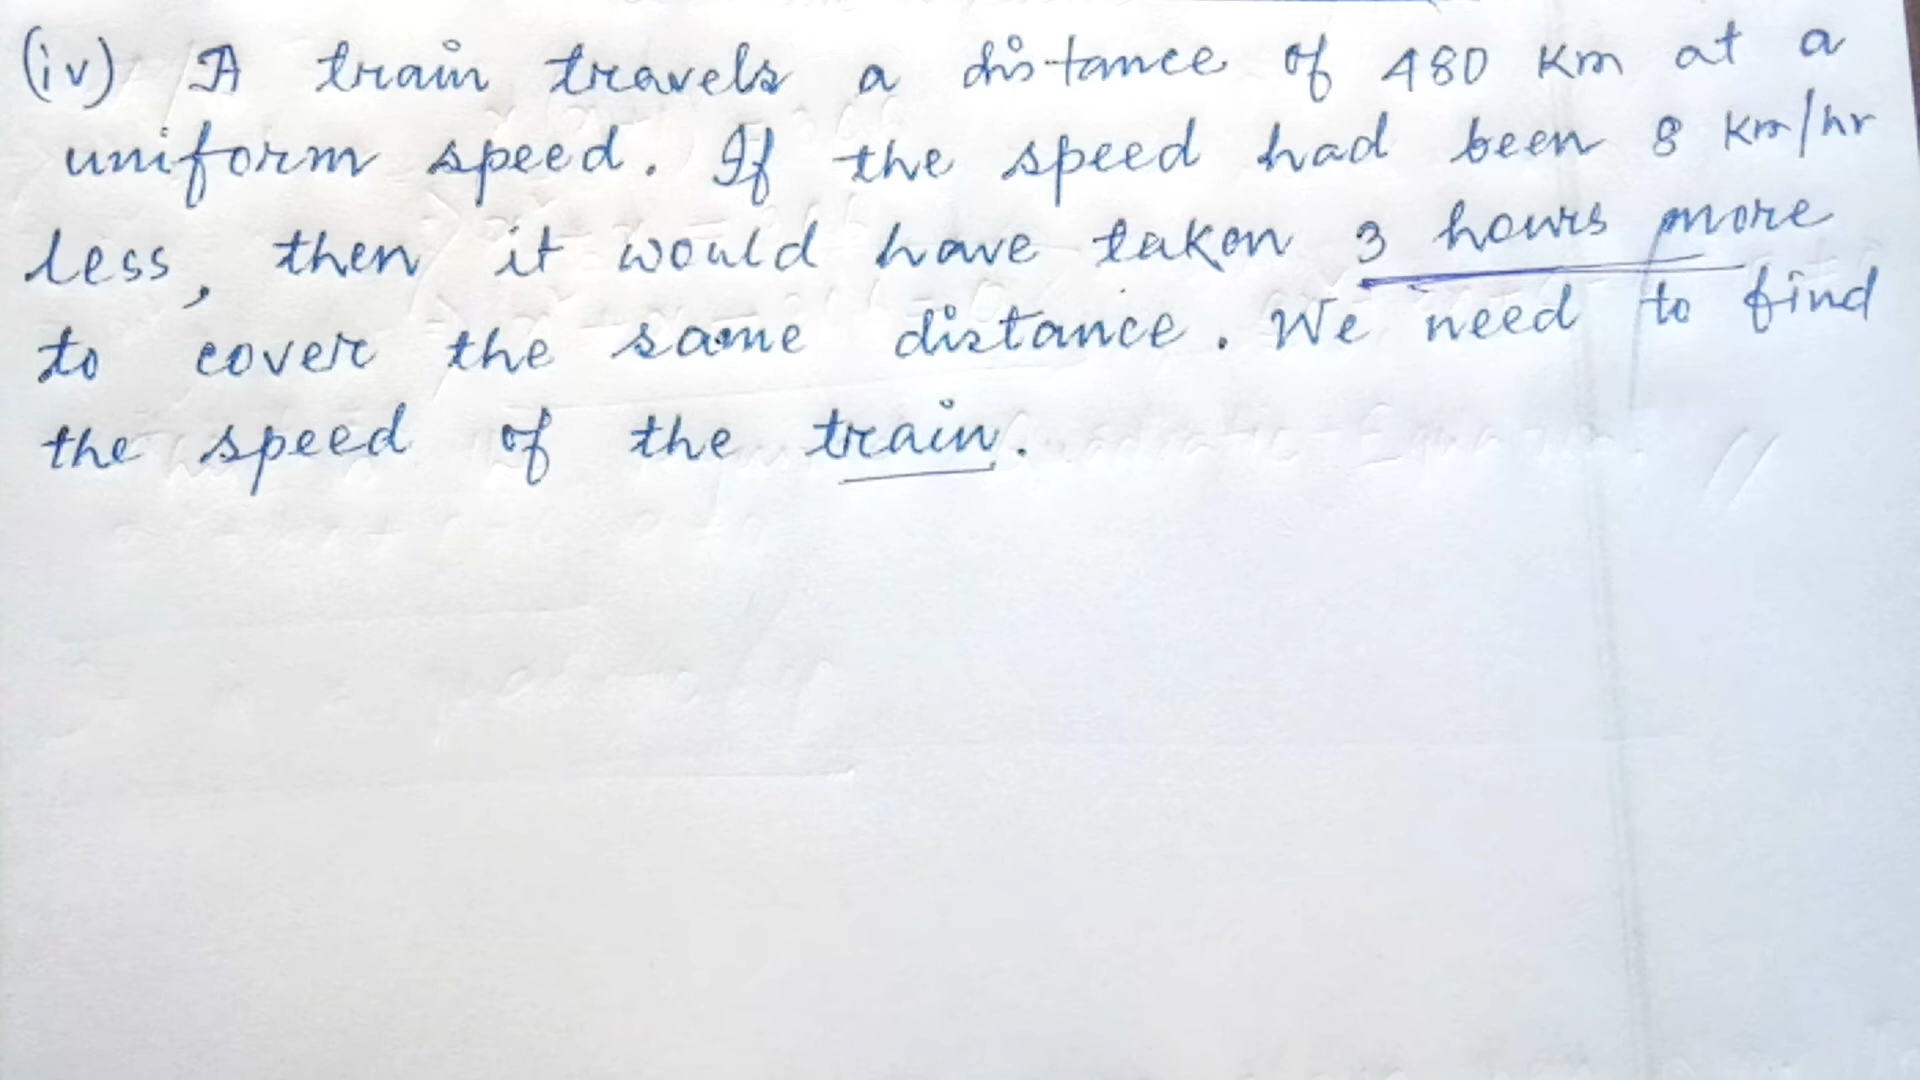 (iv) A train travels a distance of 480 Km at a
uniform speed. If the speed had been 8 Km/hr
less, then it would have taken 3 hours more
to cover the same distance. We need to find
the speed of the train.